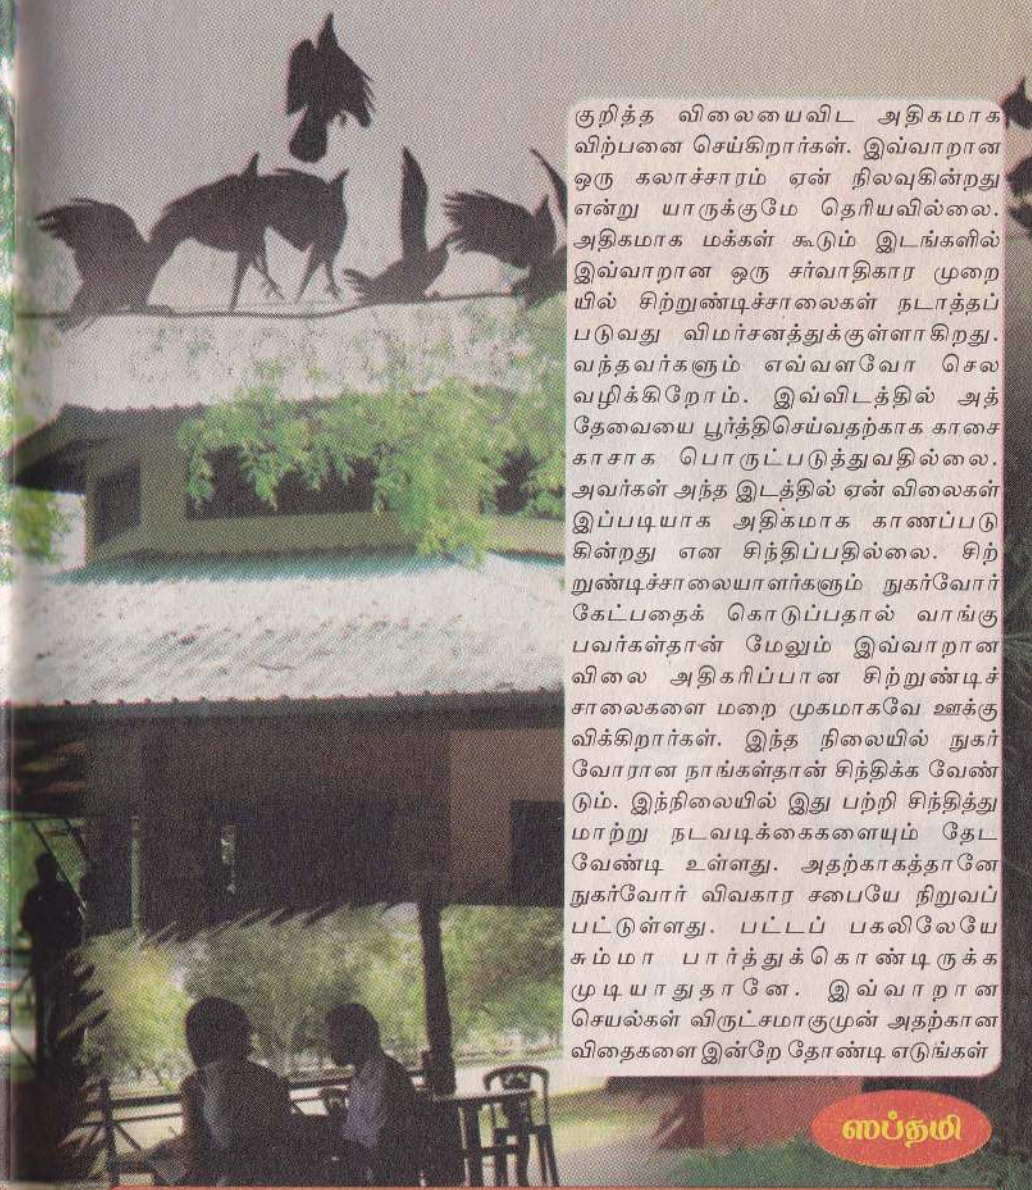 குறித்த விலையைவிட அதிகமாக
விற்பனை செய்கிறார்கள். இவ்வாறான
ஒரு கலாச்சாரம் ஏன் நிலவுகின்றது
என்று யாருக்குமே தெரியவில்லை.
அதிகமாக மக்கள் கூடும் இடங்களில்
இவ்வாறான ஒரு சர்வாதிகார முறை
யில் சிற்றுண்டிச்சாலைகள் நடாத்தப்
படுவது விமர்சனத்துக்குள்ளாகிறது.
வந்தவர்களும் எவ்வளவோ செல
வழிக்கிறோம். இவ்விடத்தில் அத்
தேவையை பூர்த்திசெய்வதற்காக காசை
காசாக பொருட்படுத்துவதில்லை.
அவர்கள் அந்த இடத்தில் ஏன் விலைகள்
இப்படியாக அதிகமாக காணப்படு
கின்றது என சிந்திப்பதில்லை. சிற்
றுண்டிச்சாலையாளர்களும் நுகர்வோர்
கேட்பதைக் கொடுப்பதால் வாங்கு
பவர்கள்தான் மேலும் இவ்வாறான
விலை அதிகரிப்பான சிற்றுண்டிச்
சாலைகளை மறை முகமாகவே ஊக்கு
விக்கிறார்கள். இந்த நிலையில் நுகர்
வோரான நாங்கள்தான் சிந்திக்க வேண்
டும். இந்நிலையில் இது பற்றி சிந்தித்து
மாற்று நடவடிக்கைகளையும் தேட
வேண்டி உள்ளது. அதற்காகத்தானே
நுகர்வோர் விவகார சபையே நிறுவப்
பட்டுள்ளது. பட்டப் பகலிலேயே
சும்மா பார்த்துக்கொண்டிருக்க
முடியாதுதானே. இவ்வாறான
செயல்கள் விருட்சமாகுமுன் அதற்கான
விதைகளை இன்றே தோண்டி எடுங்கள்
ஸப்தமி